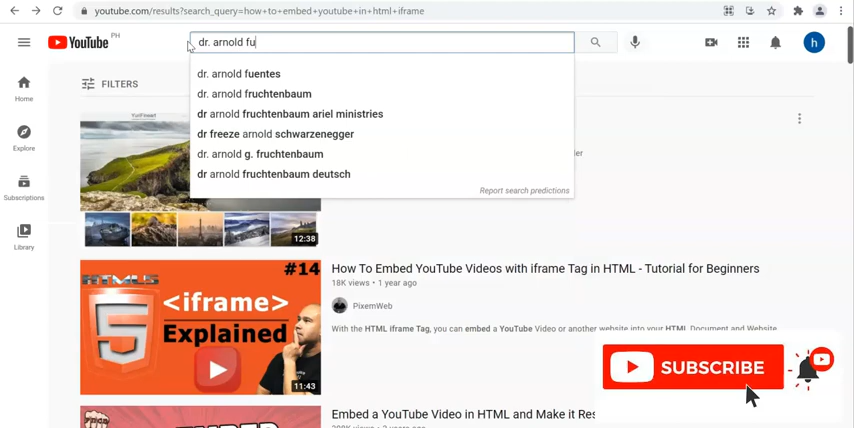 youtube.com/results?search_query=how+to+embed+youtube+in+html+iframe
YouTube PH
dr. arnold fu
h
dr. arnold fuentes
dr. arnold fruchtenbaum
dr arnold fruchtenbaum ariel ministries
dr freeze arnold schwarzenegger
dr. arnold g. fruchtenbaum
dr arnold fruchtenbaum deutsch
Report search predictions
Home
Explore
Subscriptions
Library
FILTERS
12:38
HTML5
#14
<iframe>
Explained
11:43
How To Embed YouTube Videos with iframe Tag in HTML - Tutorial for Beginners
18K views • 1 year ago
PixemWeb
With the HTML iframe Tag, you can embed a YouTube Video or another website into your HTML Document and Website
SUBSCRIBE
Embed a YouTube Video in HTML and Make it Res